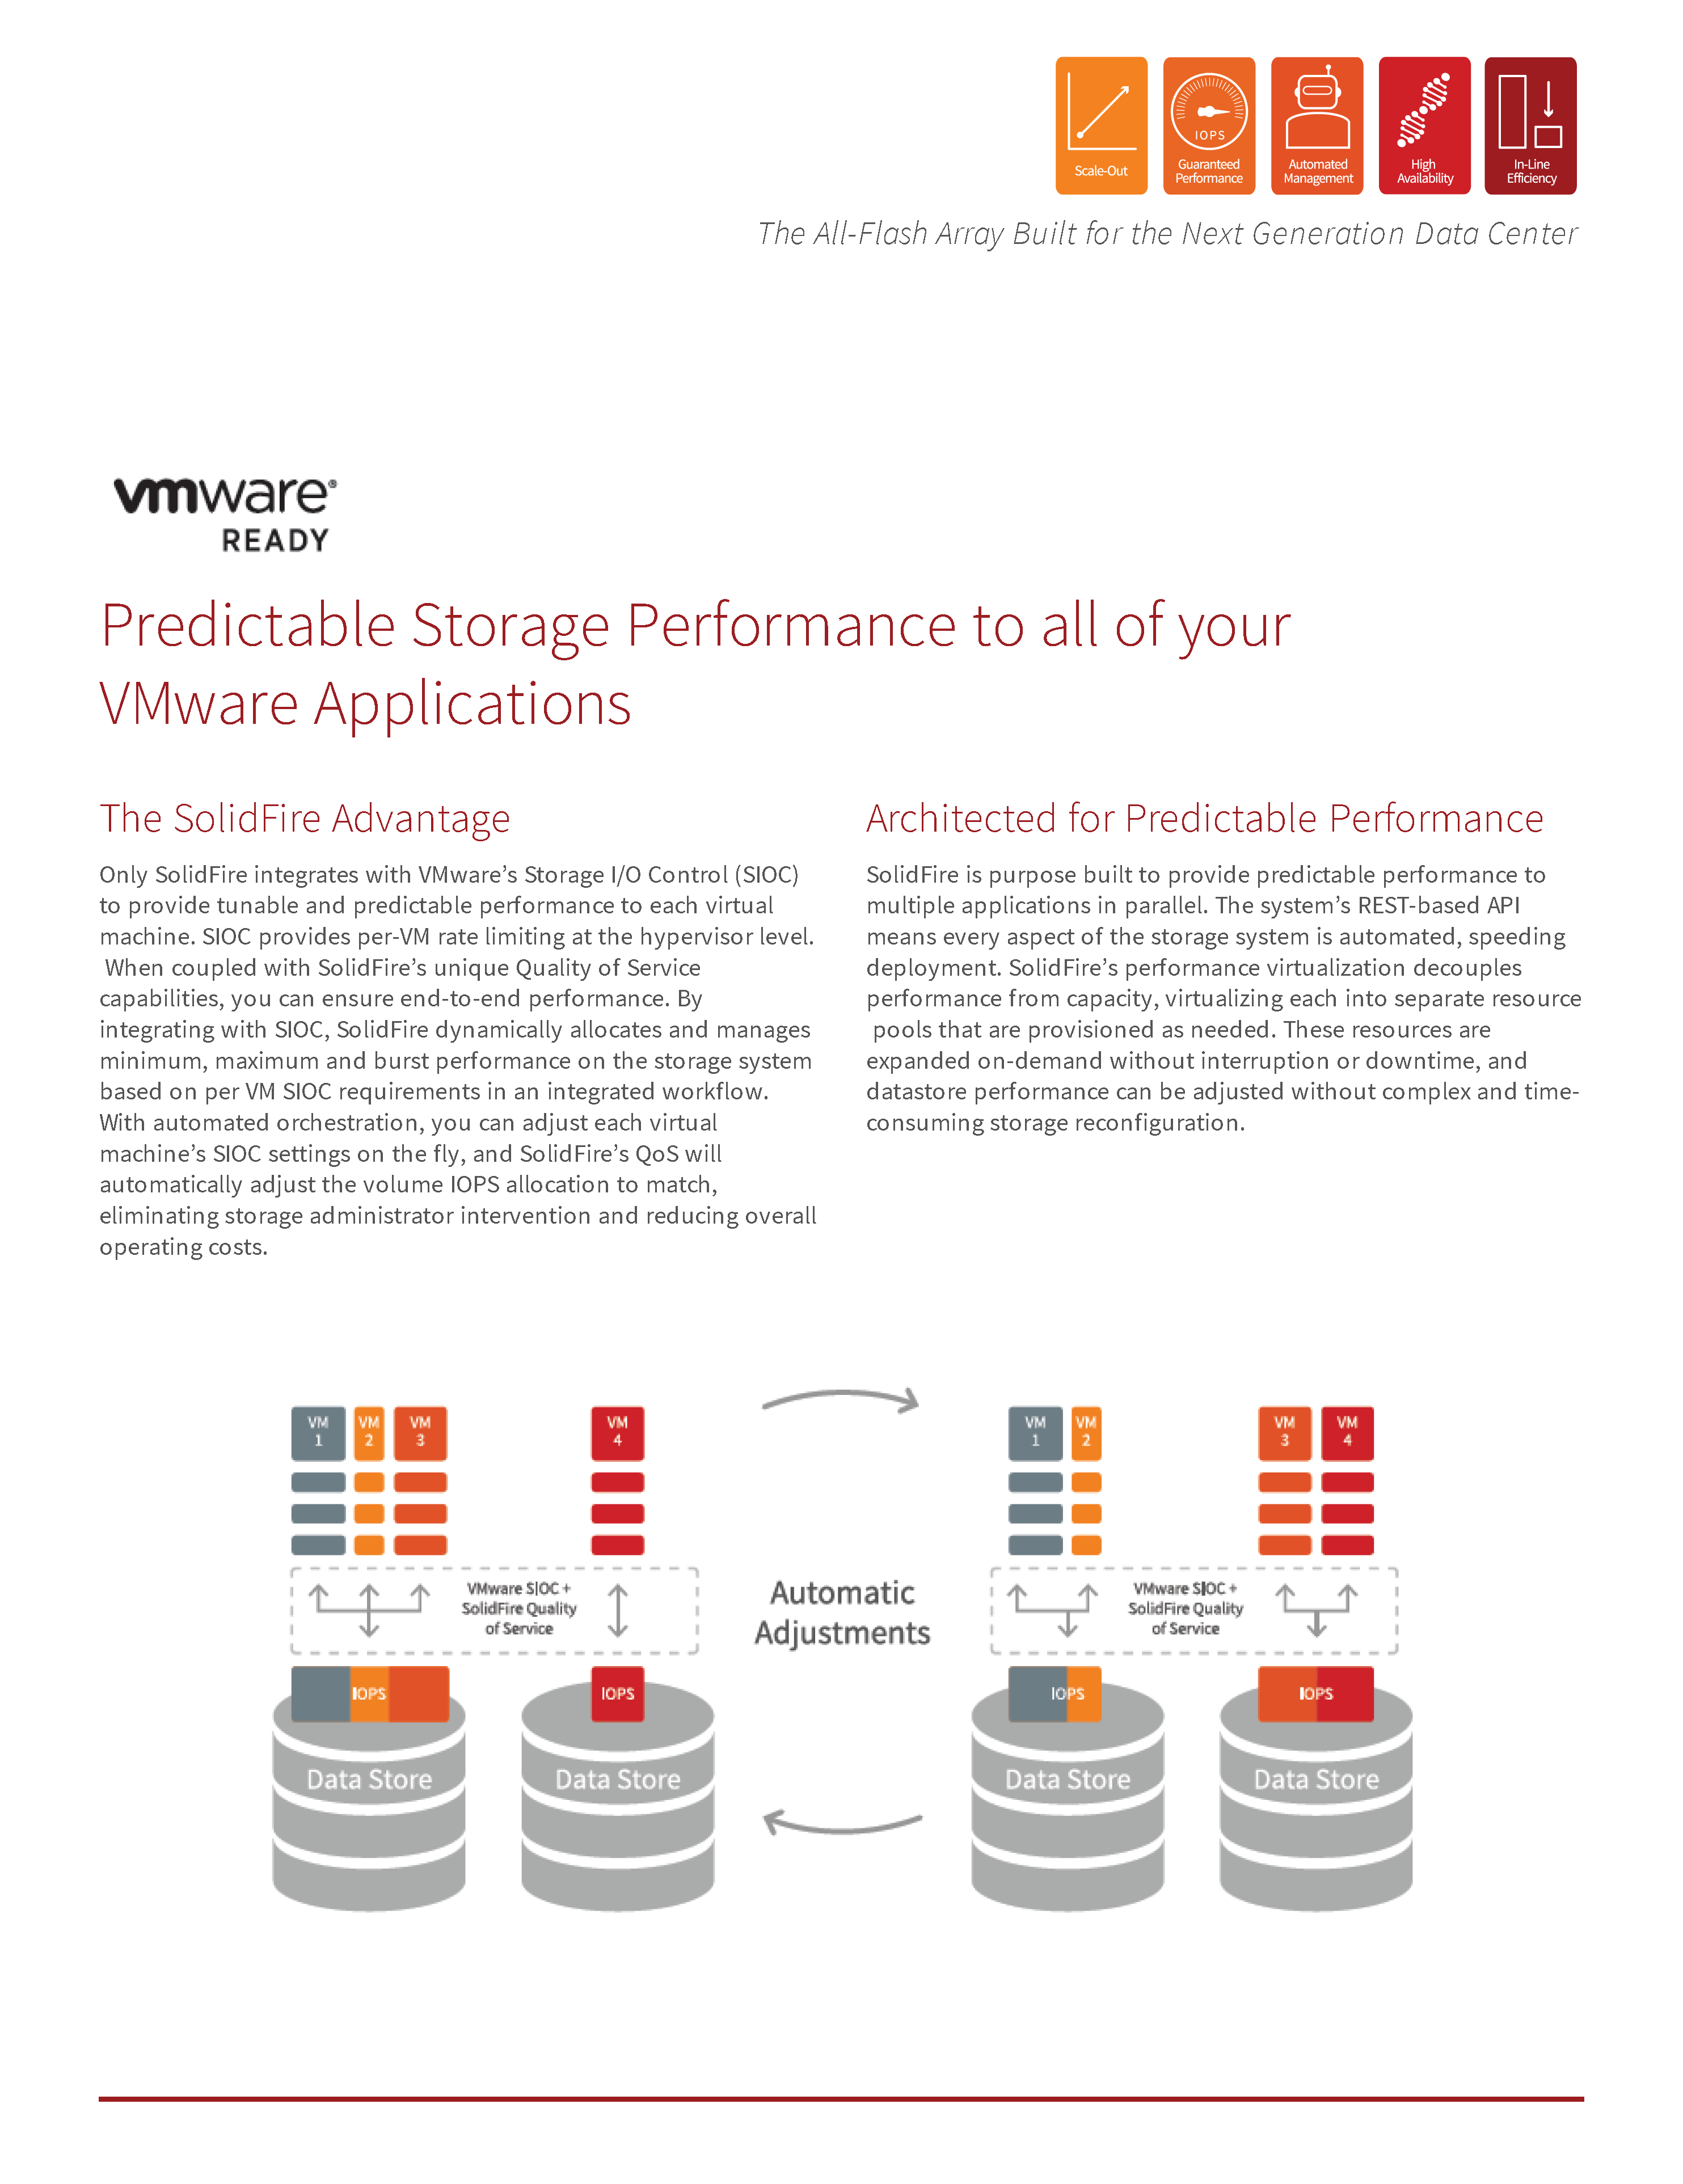 Scale-Out
IOPS
Guaranteed
Performance
Automated
Management
High
Availability
In-Line
Efficiency
The All-Flash Array Built for the Next Generation Data Center
vmware®
READY
Predictable Storage Performance to all of your
VMware Applications
The SolidFire Advantage
Only SolidFire integrates with VMware’s Storage I/O Control (SIOC)
to provide tunable and predictable performance to each virtual
machine. SIOC provides per-VM rate limiting at the hypervisor level.
When coupled with SolidFire’s unique Quality of Service
capabilities, you can ensure end-to-end performance. By
integrating with SIOC, SolidFire dynamically allocates and manages
minimum, maximum and burst performance on the storage system
based on per VM SIOC requirements in an integrated workflow.
With automated orchestration, you can adjust each virtual
machine’s SIOC settings on the fly, and SolidFire’s QoS will
automatically adjust the volume IOPS allocation to match,
eliminating storage administrator intervention and reducing overall
operating costs.
Architected for Predictable Performance
SolidFire is purpose built to provide predictable performance to
multiple applications in parallel. The system’s REST-based API
means every aspect of the storage system is automated, speeding
deployment. SolidFire’s performance virtualization decouples
performance from capacity, virtualizing each into separate resource
pools that are provisioned as needed. These resources are
expanded on-demand without interruption or downtime, and
datastore performance can be adjusted without complex and time-
consuming storage reconfiguration.
VM
1
VM
2
VM
3
VM
4
VMware SIOC +
SolidFire Quality
of Service
IOPS
IOPS
Data Store
Data Store
Automatic
Adjustments
VM
1
VM
2
VM
3
VM
4
VMware SIOC +
SolidFire Quality
of Service
IOPS
IOPS
Data Store
Data Store